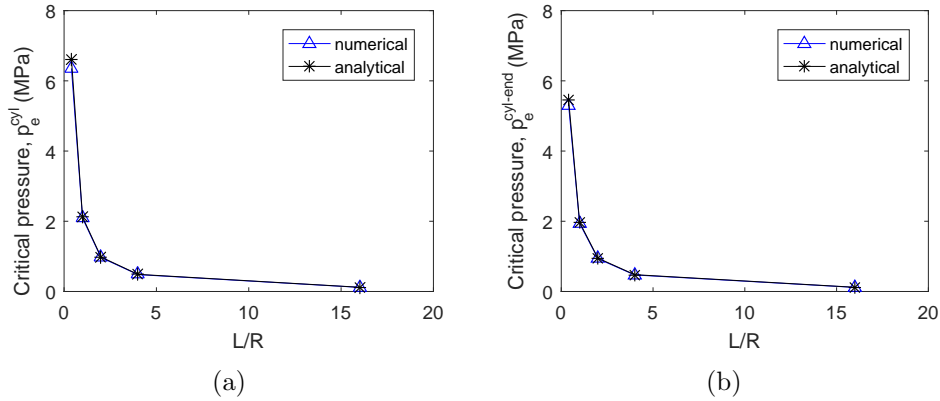 8
6
4
2
0
Critical pressure, p_e^cyl (MPa)
numerical
analytical
0 5 10 15 20
L/R
(a)
8
6
4
2
0
Critical pressure, p_e^cyl-end (MPa)
numerical
analytical
0 5 10 15 20
L/R
(b)